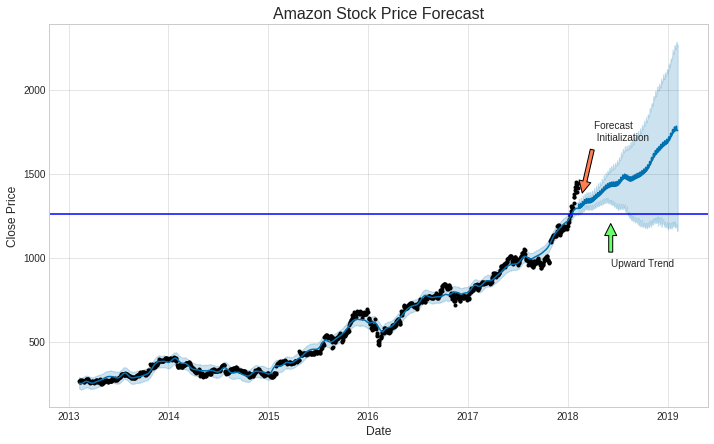 Amazon Stock Price Forecast
Close Price
2000
1500
1000
500
Forecast
Initialization
Upward Trend
2013
2014
2015
2016
2017
2018
2019
Date